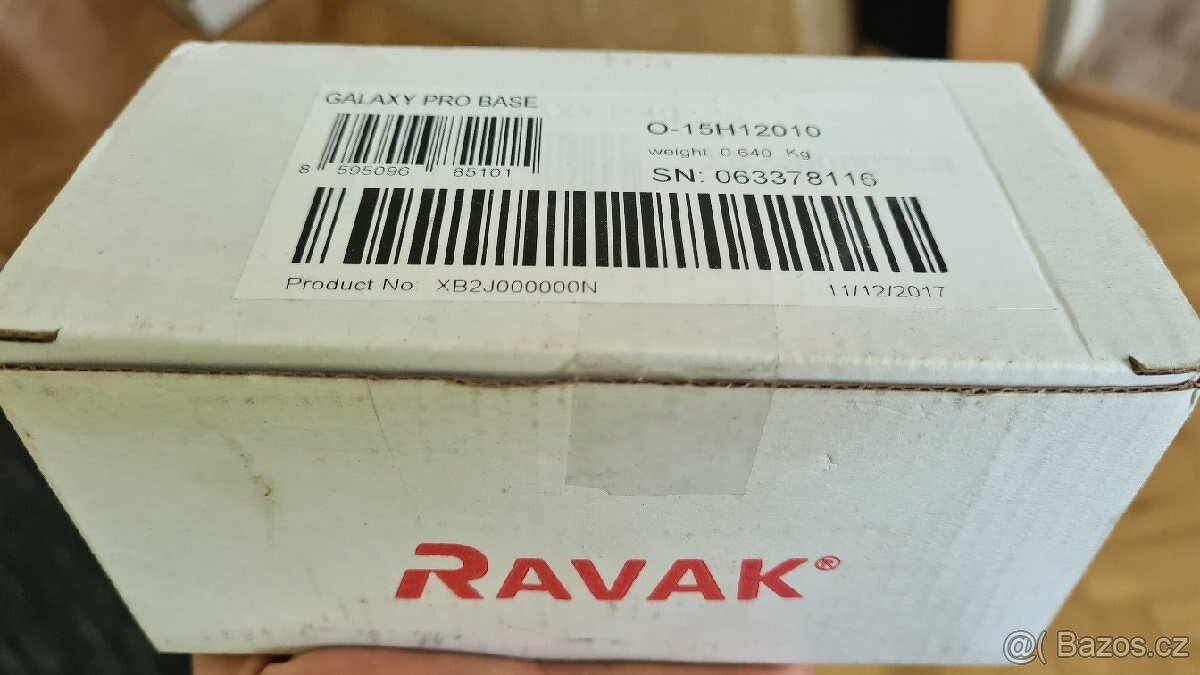 GALAXY PRO BASE
8 595096 85101
O-15H12010
weight: 0.640 Kg
SN: 063378116
Product No: XB2J000000N
11/12/2017
RAVAK®
@( Bazos.cz